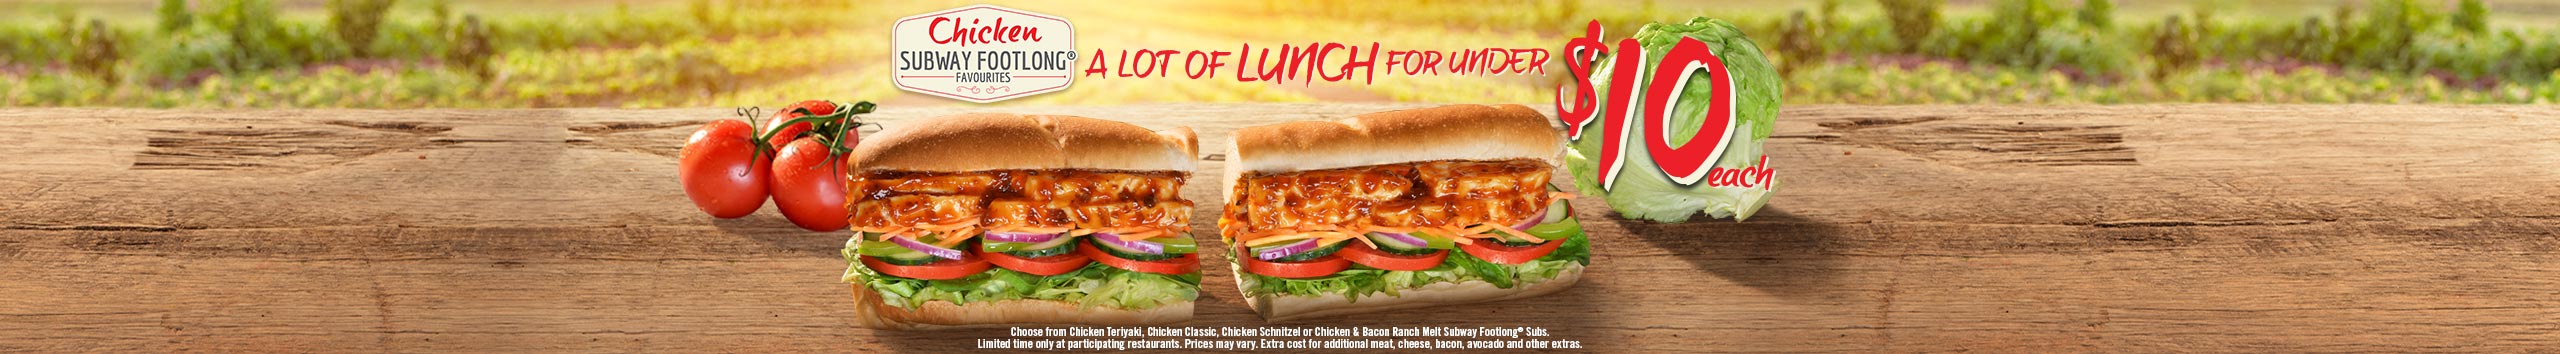 Chicken
SUBWAY FOOTLONG®
FAVOURITES
A LOT OF LUNCH FOR UNDER
$10
each
Choose from Chicken Teriyaki, Chicken Classic, Chicken Schnitzel or Chicken & Bacon Ranch Melt Subway Footlong® Subs.
Limited time only at participating restaurants. Prices may vary. Extra cost for additional meat, cheese, bacon, avocado and other extras.